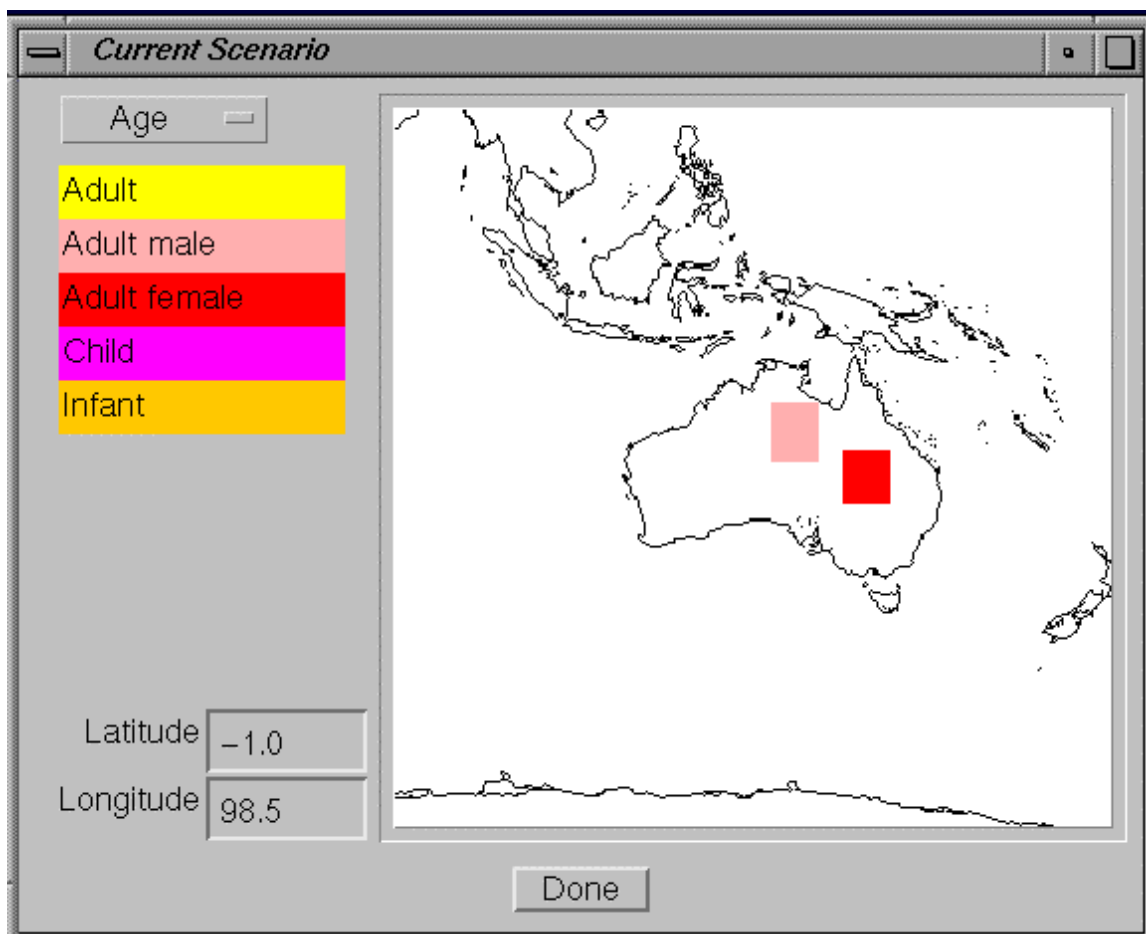 Current Scenario
Age
Adult
Adult male
Adult female
Child
Infant
Latitude −1.0
Longitude 98.5
Done